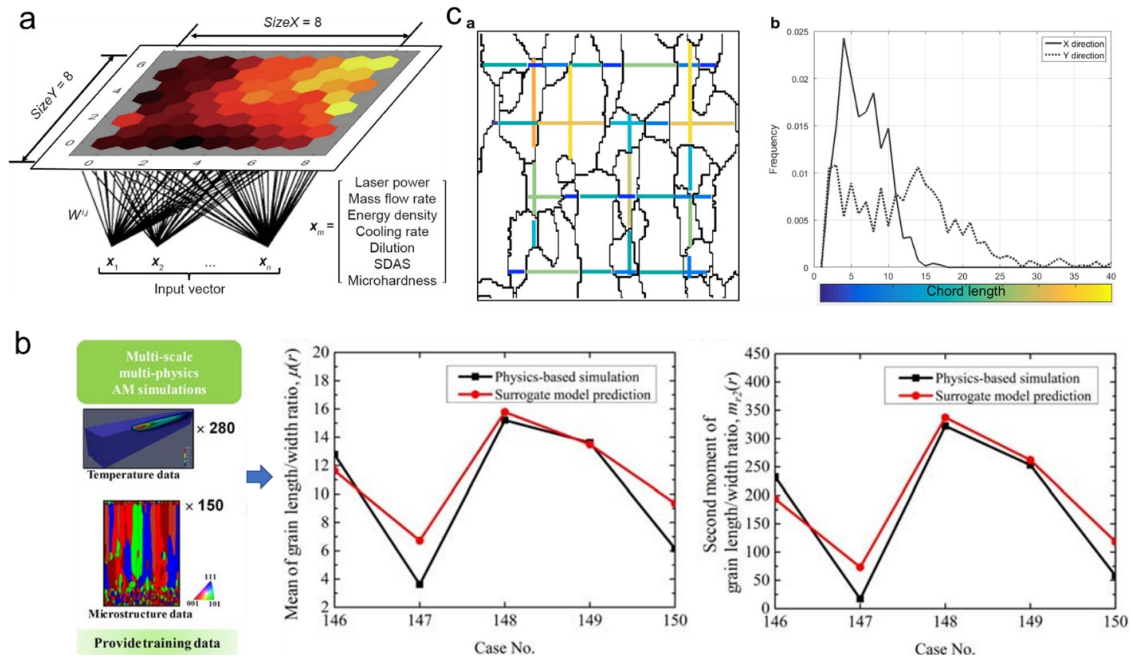 a
SizeX = 8
SizeY = 8
6
4
2
0
0
2
4
6
8
W^i,j
x_1 x_2 ... x_n
Input vector
x_m =
Laser power
Mass flow rate
Energy density
Cooling rate
Dilution
SDAS
Microhardness
C
a
b
0.025
0.02
0.015
0.01
0.005
0
Frequency
X direction
Y direction
0 5 10 15 20 25 30 35 40
Chord length
b
Multi-scale
multi-physics
AM simulations
× 280
Temperature data
× 150
111
001 101
Microstructure data
Provide training data
20
18
16
14
12
10
8
6
4
2
Mean of grain length/width ratio, μ(r)
Physics-based simulation
Surrogate model prediction
146 147 148 149 150
Case No.
450
400
350
300
250
200
150
100
50
0
Second moment of
grain length/width ratio, m_r2(r)
Physics-based simulation
Surrogate model prediction
146 147 148 149 150
Case No.